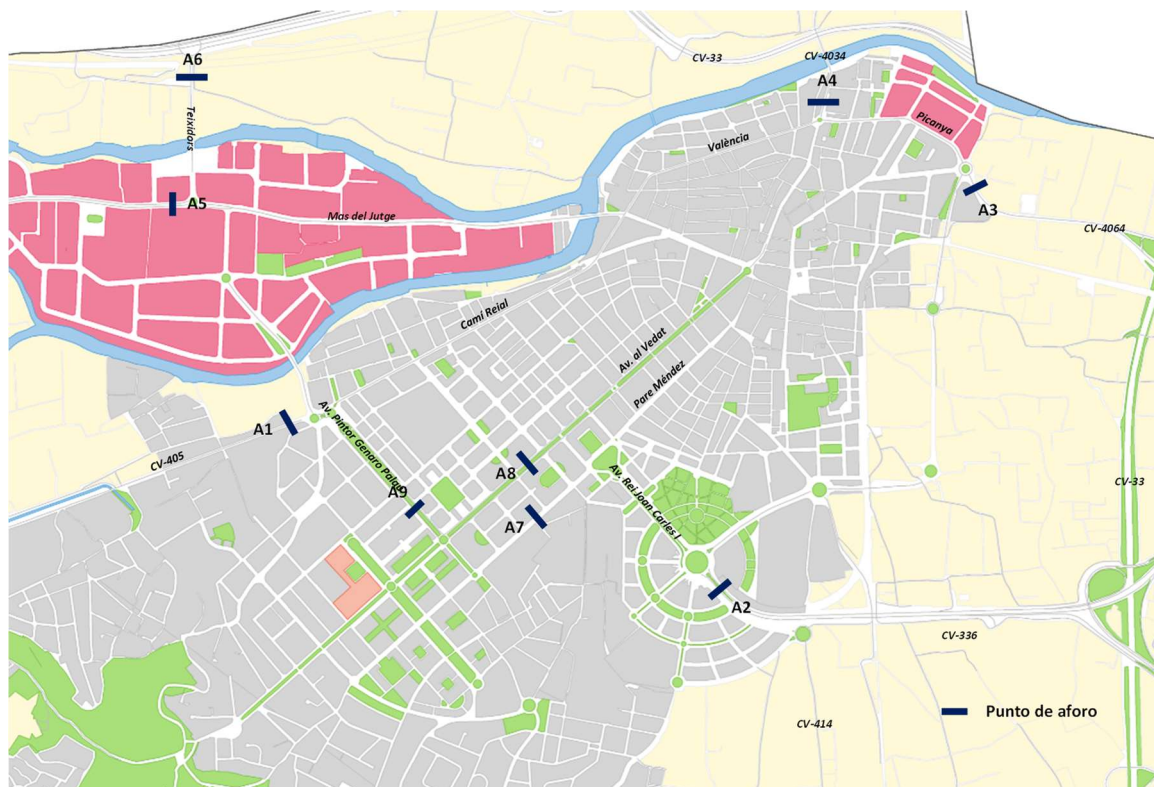 A6
CV-33
CV-4034
A4
Teixidors
València
Picanya
A5
Mas del Jutge
A3
CV-4064
Camí Reial
Av. al Vedat
Pare Méndez
A1
Av. Pintor Genaro Palau
CV-405
A8
A9
A7
Av. Rei Joan Carles I
CV-33
A2
CV-336
CV-414
Punto de aforo